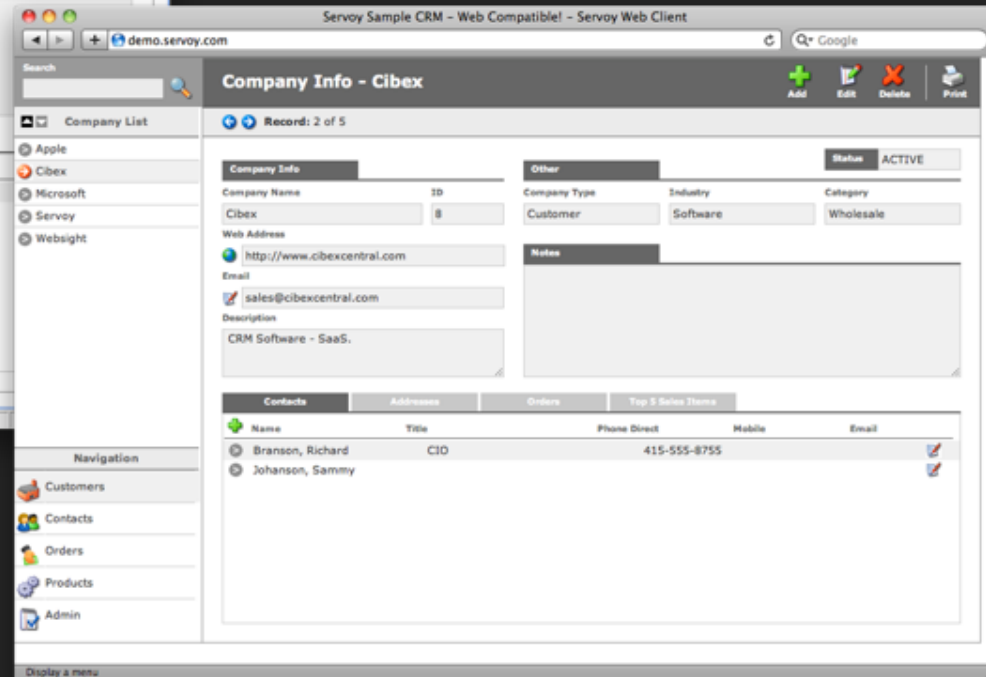 Servoy Sample CRM – Web Compatible! – Servoy Web Client
demo.servoy.com
Google
Search
Company Info - Cibex
Add Edit Delete Print
Company List
Record: 2 of 5
Apple
Cibex
Microsoft
Servoy
Websight
Status ACTIVE
Company Info
Other
Company Name ID
Company Type Industry Category
Cibex 8
Customer Software Wholesale
Web Address
http://www.cibexcentral.com
Notes
Email
sales@cibexcentral.com
Description
CRM Software - SaaS.
Contacts Addresses Orders Top 5 Sales Items
Name Title Phone Direct Mobile Email
Branson, Richard CIO 415-555-8755
Johanson, Sammy
Navigation
Customers
Contacts
Orders
Products
Admin
Display a menu